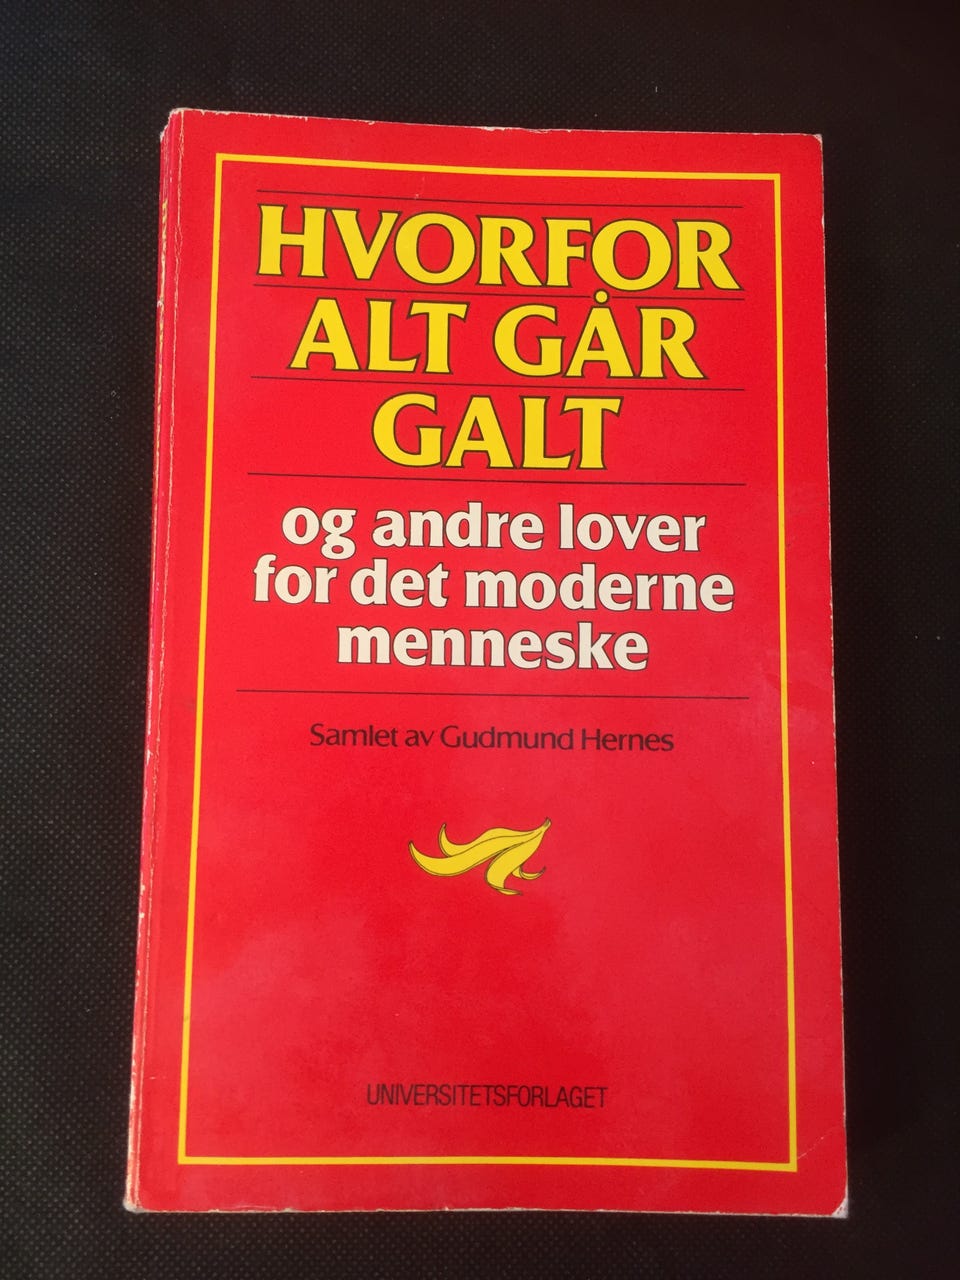 HVORFOR
ALT GÅR
GALT
og andre lover
for det moderne
menneske
Samlet av Gudmund Hernes
UNIVERSITETSFORLAGET